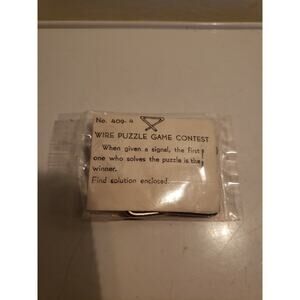 No. 409-4
WIRE PUZZLE GAME CONTEST
When given a signal, the first
one who solves the puzzle is the
winner.
Find solution enclosed.